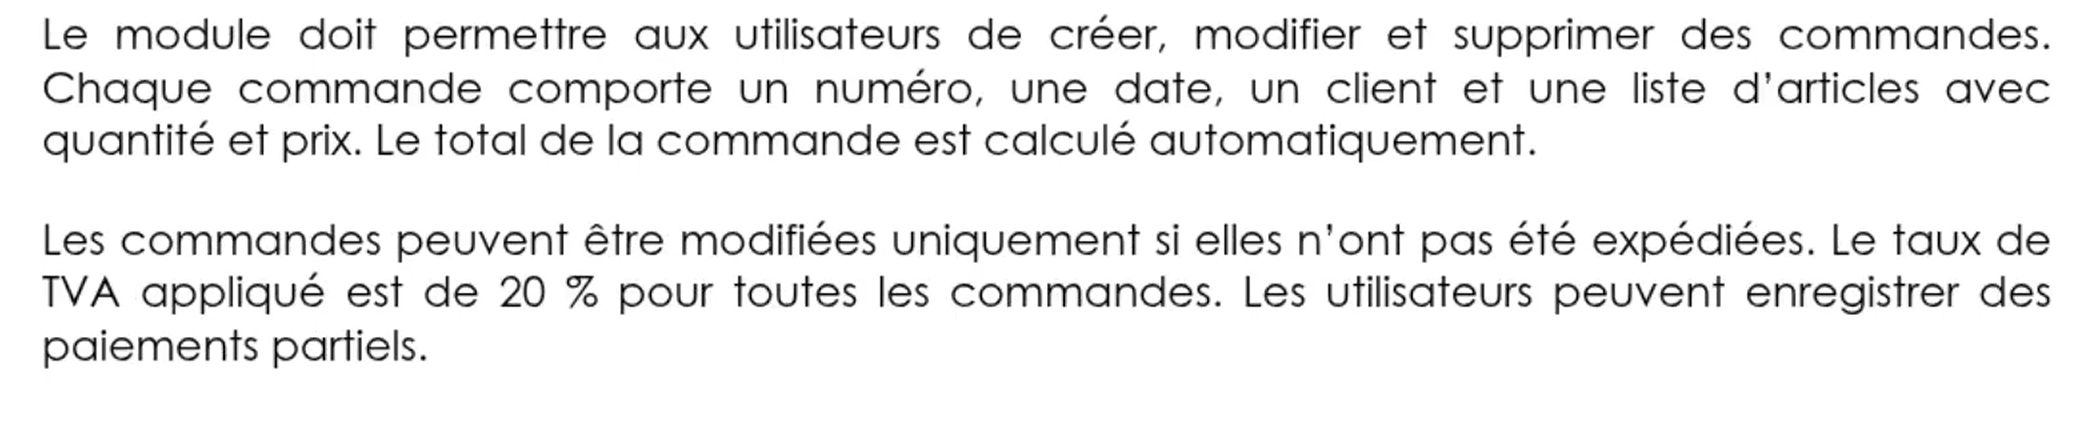 Le module doit permettre aux utilisateurs de créer, modifier et supprimer des commandes.
Chaque commande comporte un numéro, une date, un client et une liste d’articles avec
quantité et prix. Le total de la commande est calculé automatiquement.
Les commandes peuvent être modifiées uniquement si elles n’ont pas été expédiées. Le taux de
TVA appliqué est de 20 % pour toutes les commandes. Les utilisateurs peuvent enregistrer des
paiements partiels.